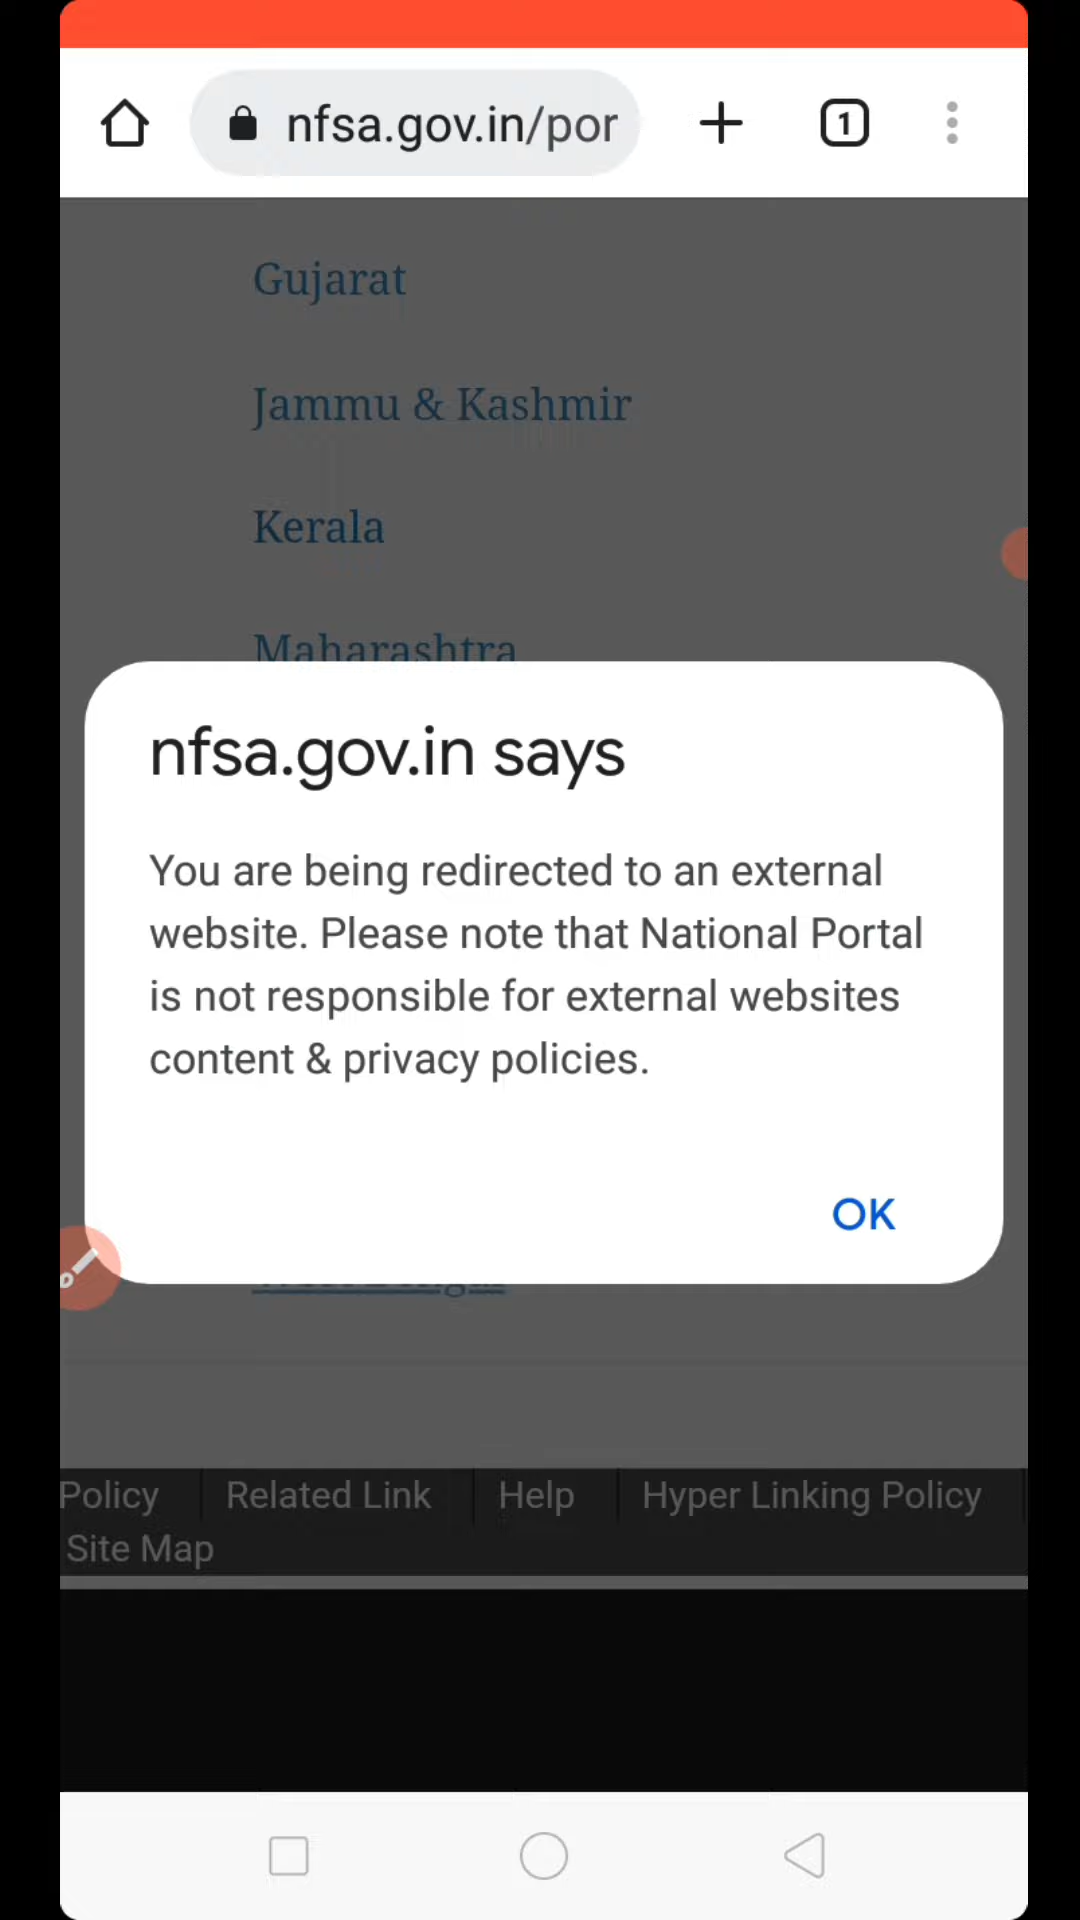 nfsa.gov.in/por
1
Gujarat
Jammu & Kashmir
Kerala
Maharashtra
nfsa.gov.in says
You are being redirected to an external
website. Please note that National Portal
is not responsible for external websites
content & privacy policies.
OK
Policy
Related Link
Help
Hyper Linking Policy
Site Map